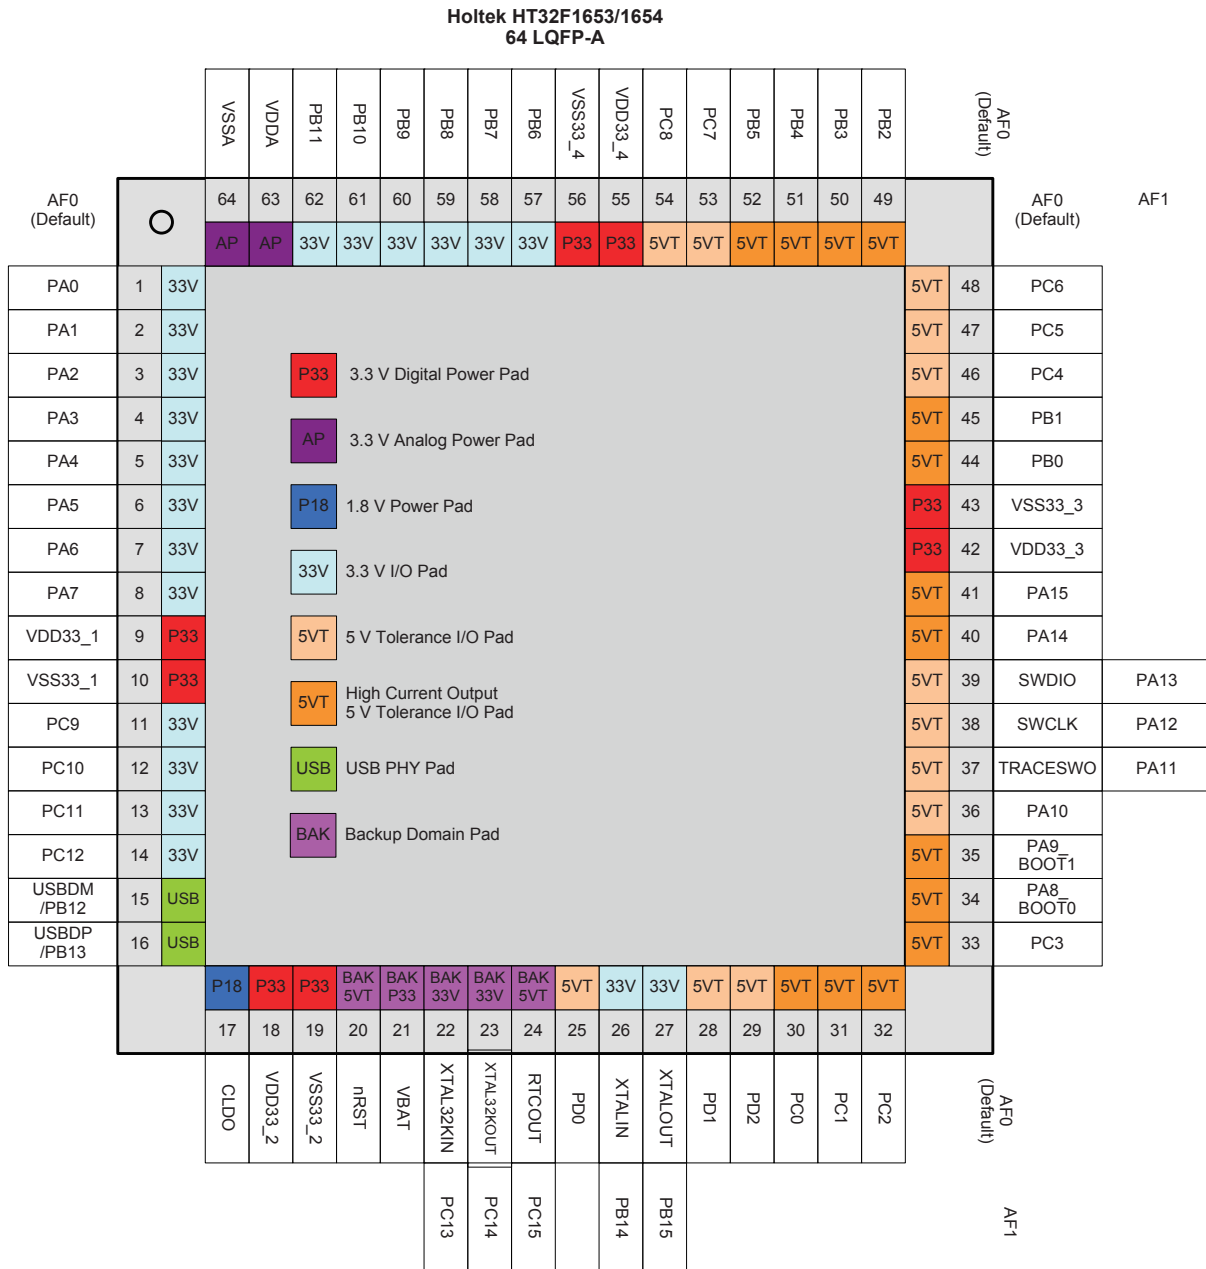 Holtek HT32F1653/1654
64 LQFP-A
VSSA VDDA PB11 PB10 PB9 PB8 PB7 PB6 VSS33_4 VDD33_4 PC8 PC7 PB5 PB4 PB3 PB2 AF0 (Default)
AF0
(Default)
64 63 62 61 60 59 58 57 56 55 54 53 52 51 50 49
AF0
(Default)
AF1
AP AP 33V 33V 33V 33V 33V 33V P33 P33 5VT 5VT 5VT 5VT 5VT 5VT
PA0 1 33V 5VT 48 PC6
PA1 2 33V 5VT 47 PC5
PA2 3 33V P33 3.3 V Digital Power Pad 5VT 46 PC4
PA3 4 33V 5VT 45 PB1
AP 3.3 V Analog Power Pad
PA4 5 33V 5VT 44 PB0
PA5 6 33V P18 1.8 V Power Pad P33 43 VSS33_3
PA6 7 33V P33 42 VDD33_3
33V 3.3 V I/O Pad
PA7 8 33V 5VT 41 PA15
VDD33_1 9 P33 5VT 5 V Tolerance I/O Pad 5VT 40 PA14
VSS33_1 10 P33 5VT 39 SWDIO PA13
5VT High Current Output
5 V Tolerance I/O Pad
PC9 11 33V 5VT 38 SWCLK PA12
PC10 12 33V USB USB PHY Pad 5VT 37 TRACESWO PA11
PC11 13 33V 5VT 36 PA10
BAK Backup Domain Pad
PC12 14 33V 5VT 35 PA9_
BOOT1
USBDM
/PB12 15 USB 5VT 34 PA8_
BOOT0
USBDP
/PB13 16 USB 5VT 33 PC3
P18 P33 P33 BAK 5VT BAK P33 BAK 33V BAK 33V BAK 5VT 5VT 33V 33V 5VT 5VT 5VT 5VT 5VT
17 18 19 20 21 22 23 24 25 26 27 28 29 30 31 32
CLDO VDD33_2 VSS33_2 nRST VBAT XTAL32KIN XTAL32KOUT RTCOUT PD0 XTALIN XTALOUT PD1 PD2 PC0 PC1 PC2 AF0 (Default)
PC13 PC14 PC15 PB14 PB15 AF1